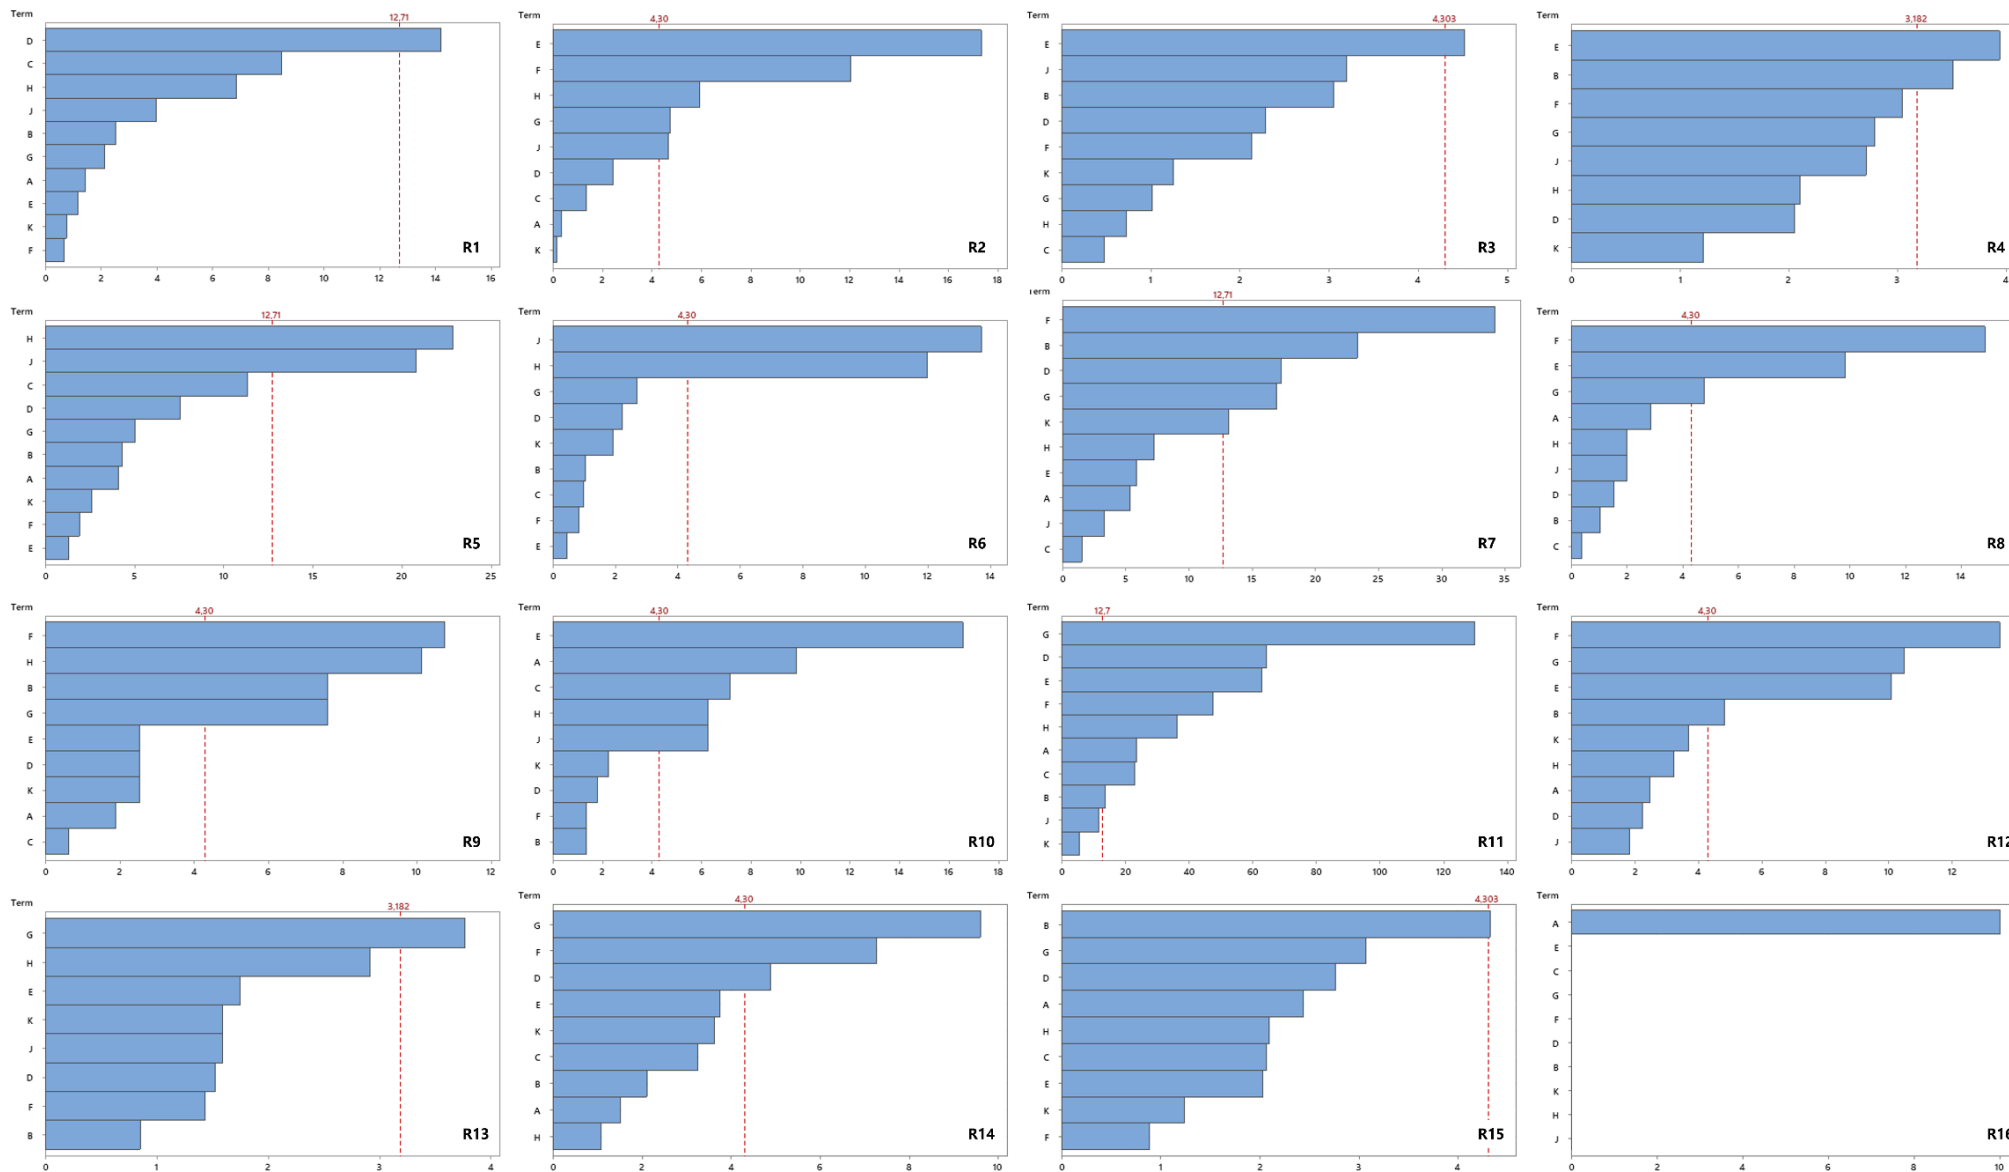 Term
12,71
D
C
H
J
B
G
A
E
K
F
R1
0 2 4 6 8 10 12 14 16
Term
4,30
E
F
H
G
J
D
C
A
K
R2
0 2 4 6 8 10 12 14 16 18
Term
4,303
E
J
B
D
F
K
G
H
C
R3
0 1 2 3 4 5
Term
3,182
E
B
F
G
J
H
D
K
R4
0 1 2 3 4
Term
12,71
H
J
C
D
G
B
A
K
F
E
R5
0 5 10 15 20 25
Term
4,30
J
H
G
D
K
B
C
F
E
R6
0 2 4 6 8 10 12 14
Term
12,71
F
B
D
G
K
H
E
A
J
C
R7
0 5 10 15 20 25 30 35
Term
4,30
F
E
G
A
H
J
D
B
C
R8
0 2 4 6 8 10 12 14
Term
4,30
F
H
B
G
E
D
K
A
C
R9
0 2 4 6 8 10 12
Term
4,30
E
A
C
H
J
K
D
F
B
R10
0 2 4 6 8 10 12 14 16 18
Term
12,7
G
D
E
F
H
A
C
B
J
K
R11
0 20 40 60 80 100 120 140
Term
4,30
F
G
E
B
K
H
A
D
J
R12
0 2 4 6 8 10 12
Term
3,182
G
H
E
K
J
D
F
B
R13
0 1 2 3 4
Term
4,30
G
F
D
E
K
C
B
A
H
R14
0 2 4 6 8 10
Term
4,303
B
G
D
A
H
C
E
K
F
R15
0 1 2 3 4
Term
A
E
C
G
F
D
B
K
H
J
R16
0 2 4 6 8 10